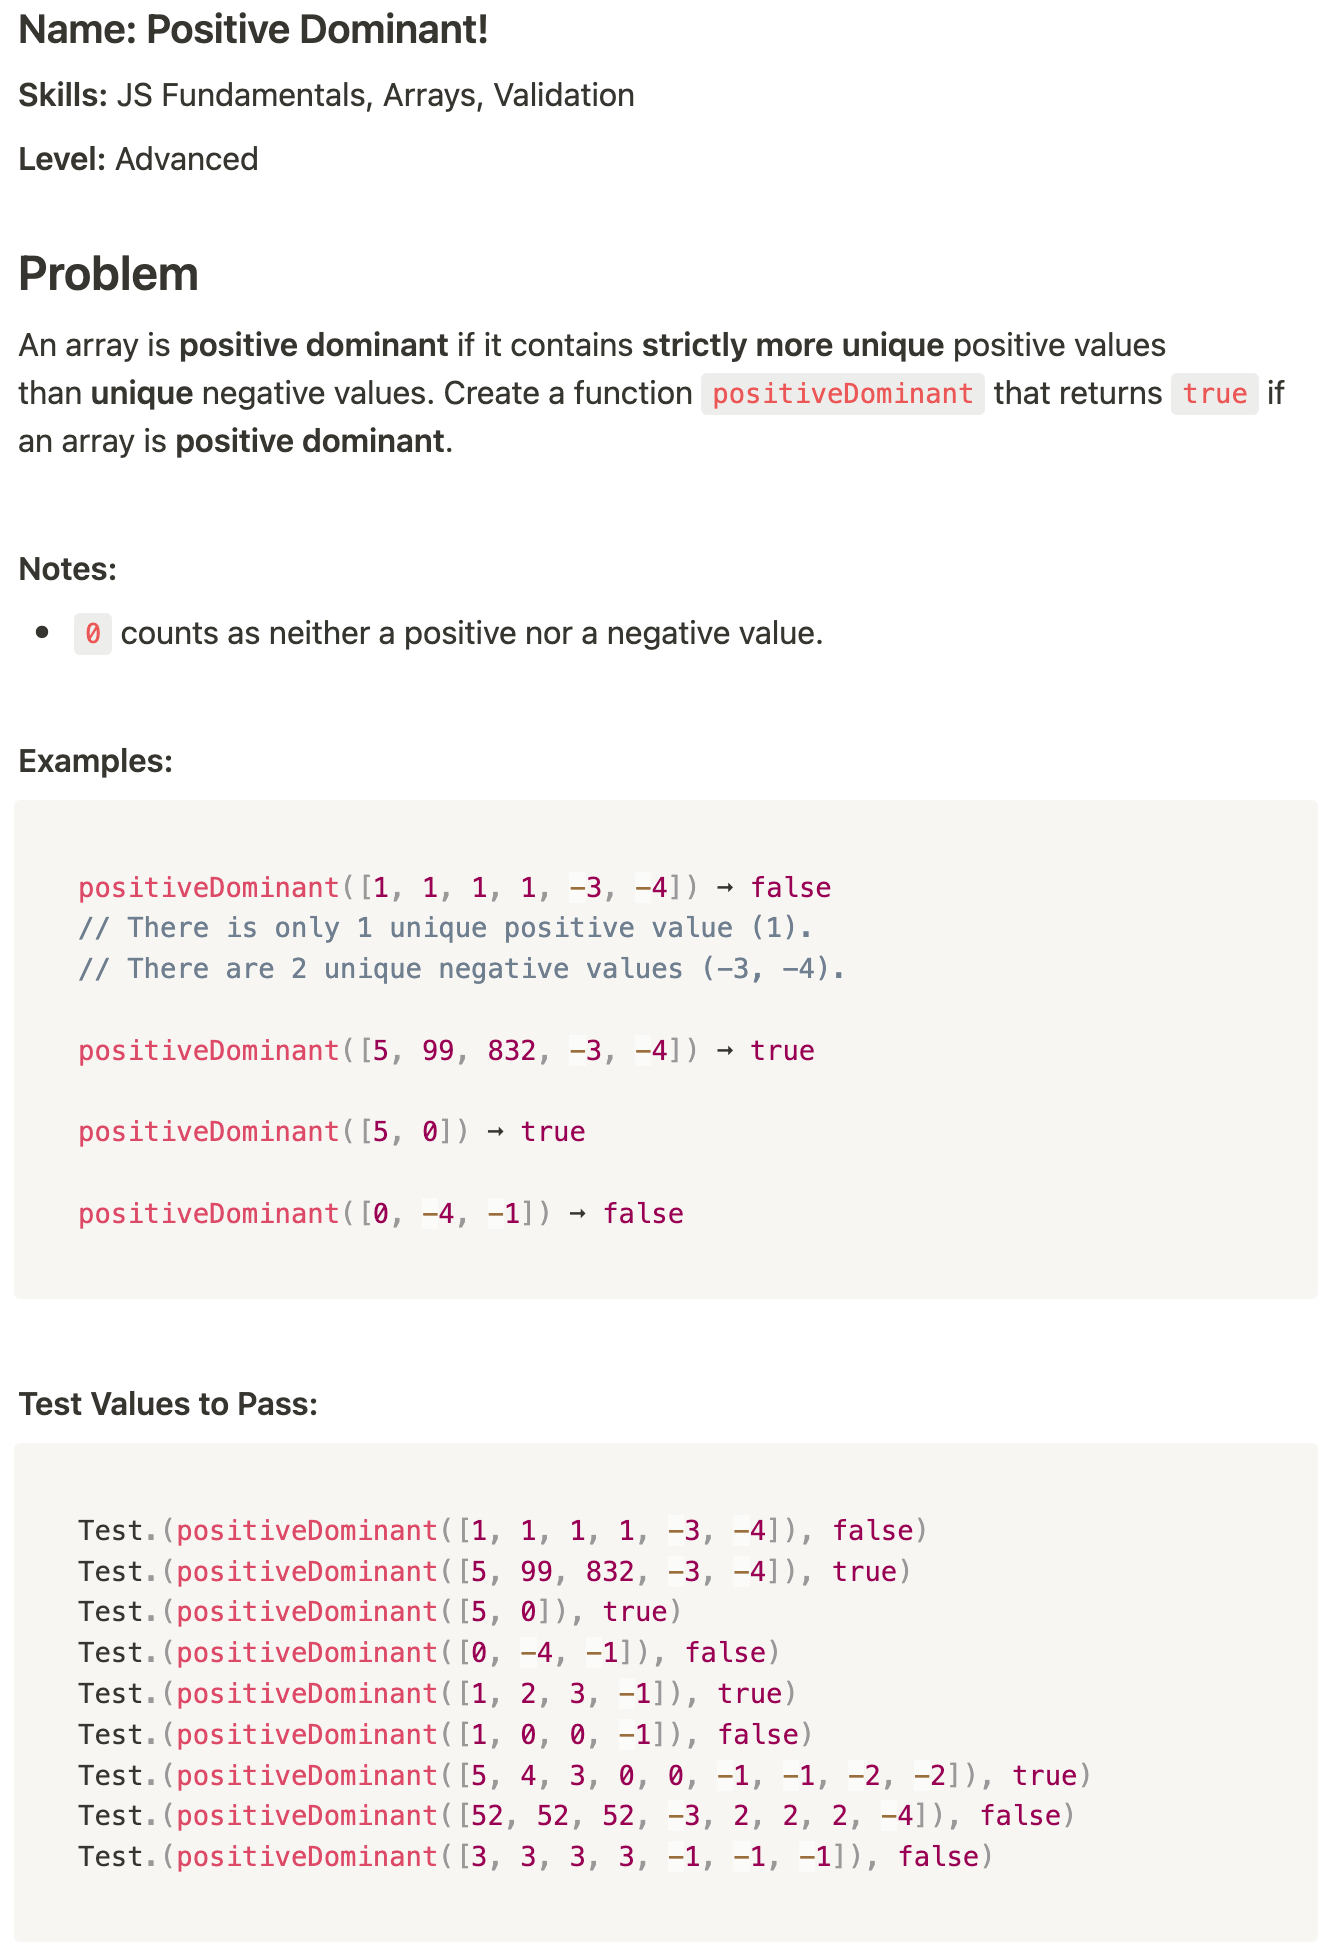 Name: Positive Dominant!
Skills: JS Fundamentals, Arrays, Validation
Level: Advanced
Problem
An array is positive dominant if it contains strictly more unique positive values
than unique negative values. Create a function positiveDominant that returns true if
an array is positive dominant.
Notes:
• 0 counts as neither a positive nor a negative value.
Examples:
positiveDominant([1, 1, 1, 1, −3, −4]) → false
// There is only 1 unique positive value (1).
// There are 2 unique negative values (−3, −4).
positiveDominant([5, 99, 832, −3, −4]) → true
positiveDominant([5, 0]) → true
positiveDominant([0, −4, −1]) → false
Test Values to Pass:
Test.(positiveDominant([1, 1, 1, 1, −3, −4]), false)
Test.(positiveDominant([5, 99, 832, −3, −4]), true)
Test.(positiveDominant([5, 0]), true)
Test.(positiveDominant([0, −4, −1]), false)
Test.(positiveDominant([1, 2, 3, −1]), true)
Test.(positiveDominant([1, 0, 0, −1]), false)
Test.(positiveDominant([5, 4, 3, 0, 0, −1, −1, −2, −2]), true)
Test.(positiveDominant([52, 52, 52, −3, 2, 2, 2, −4]), false)
Test.(positiveDominant([3, 3, 3, 3, −1, −1, −1]), false)